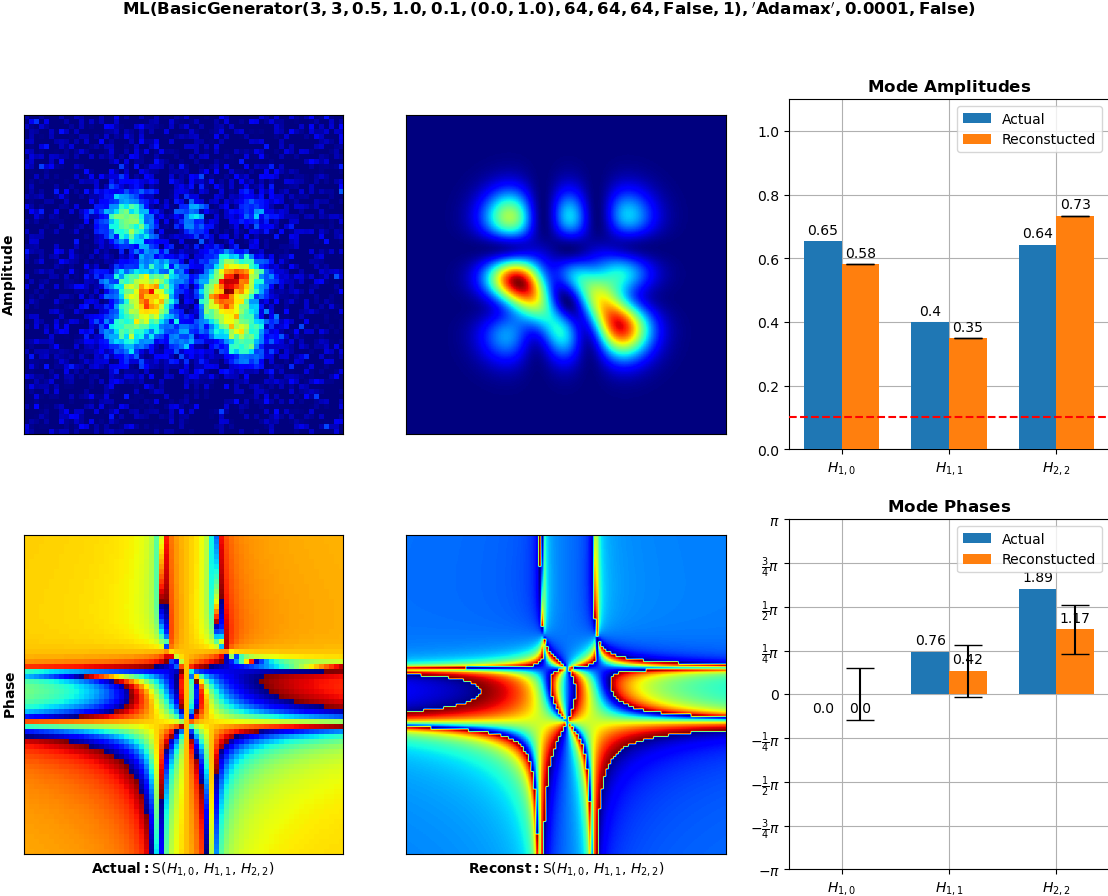 ML(BasicGenerator(3, 3, 0.5, 1.0, 0.1, (0.0, 1.0), 64, 64, 64, False, 1), ′Adamax′, 0.0001, False)
Mode Amplitudes
Amplitude
Actual
Reconstucted
1.0
0.8
0.6
0.4
0.2
0.0
0.65
0.58
0.4
0.35
0.64
0.73
H1,0
H1,1
H2,2
Mode Phases
Phase
Actual
Reconstucted
π
3/4π
1/2π
1/4π
0
−1/4π
−1/2π
−3/4π
−π
0.0
0.0
0.76
0.42
1.89
1.17
H1,0
H1,1
H2,2
Actual: S(H1,0, H1,1, H2,2)
Reconst: S(H1,0, H1,1, H2,2)